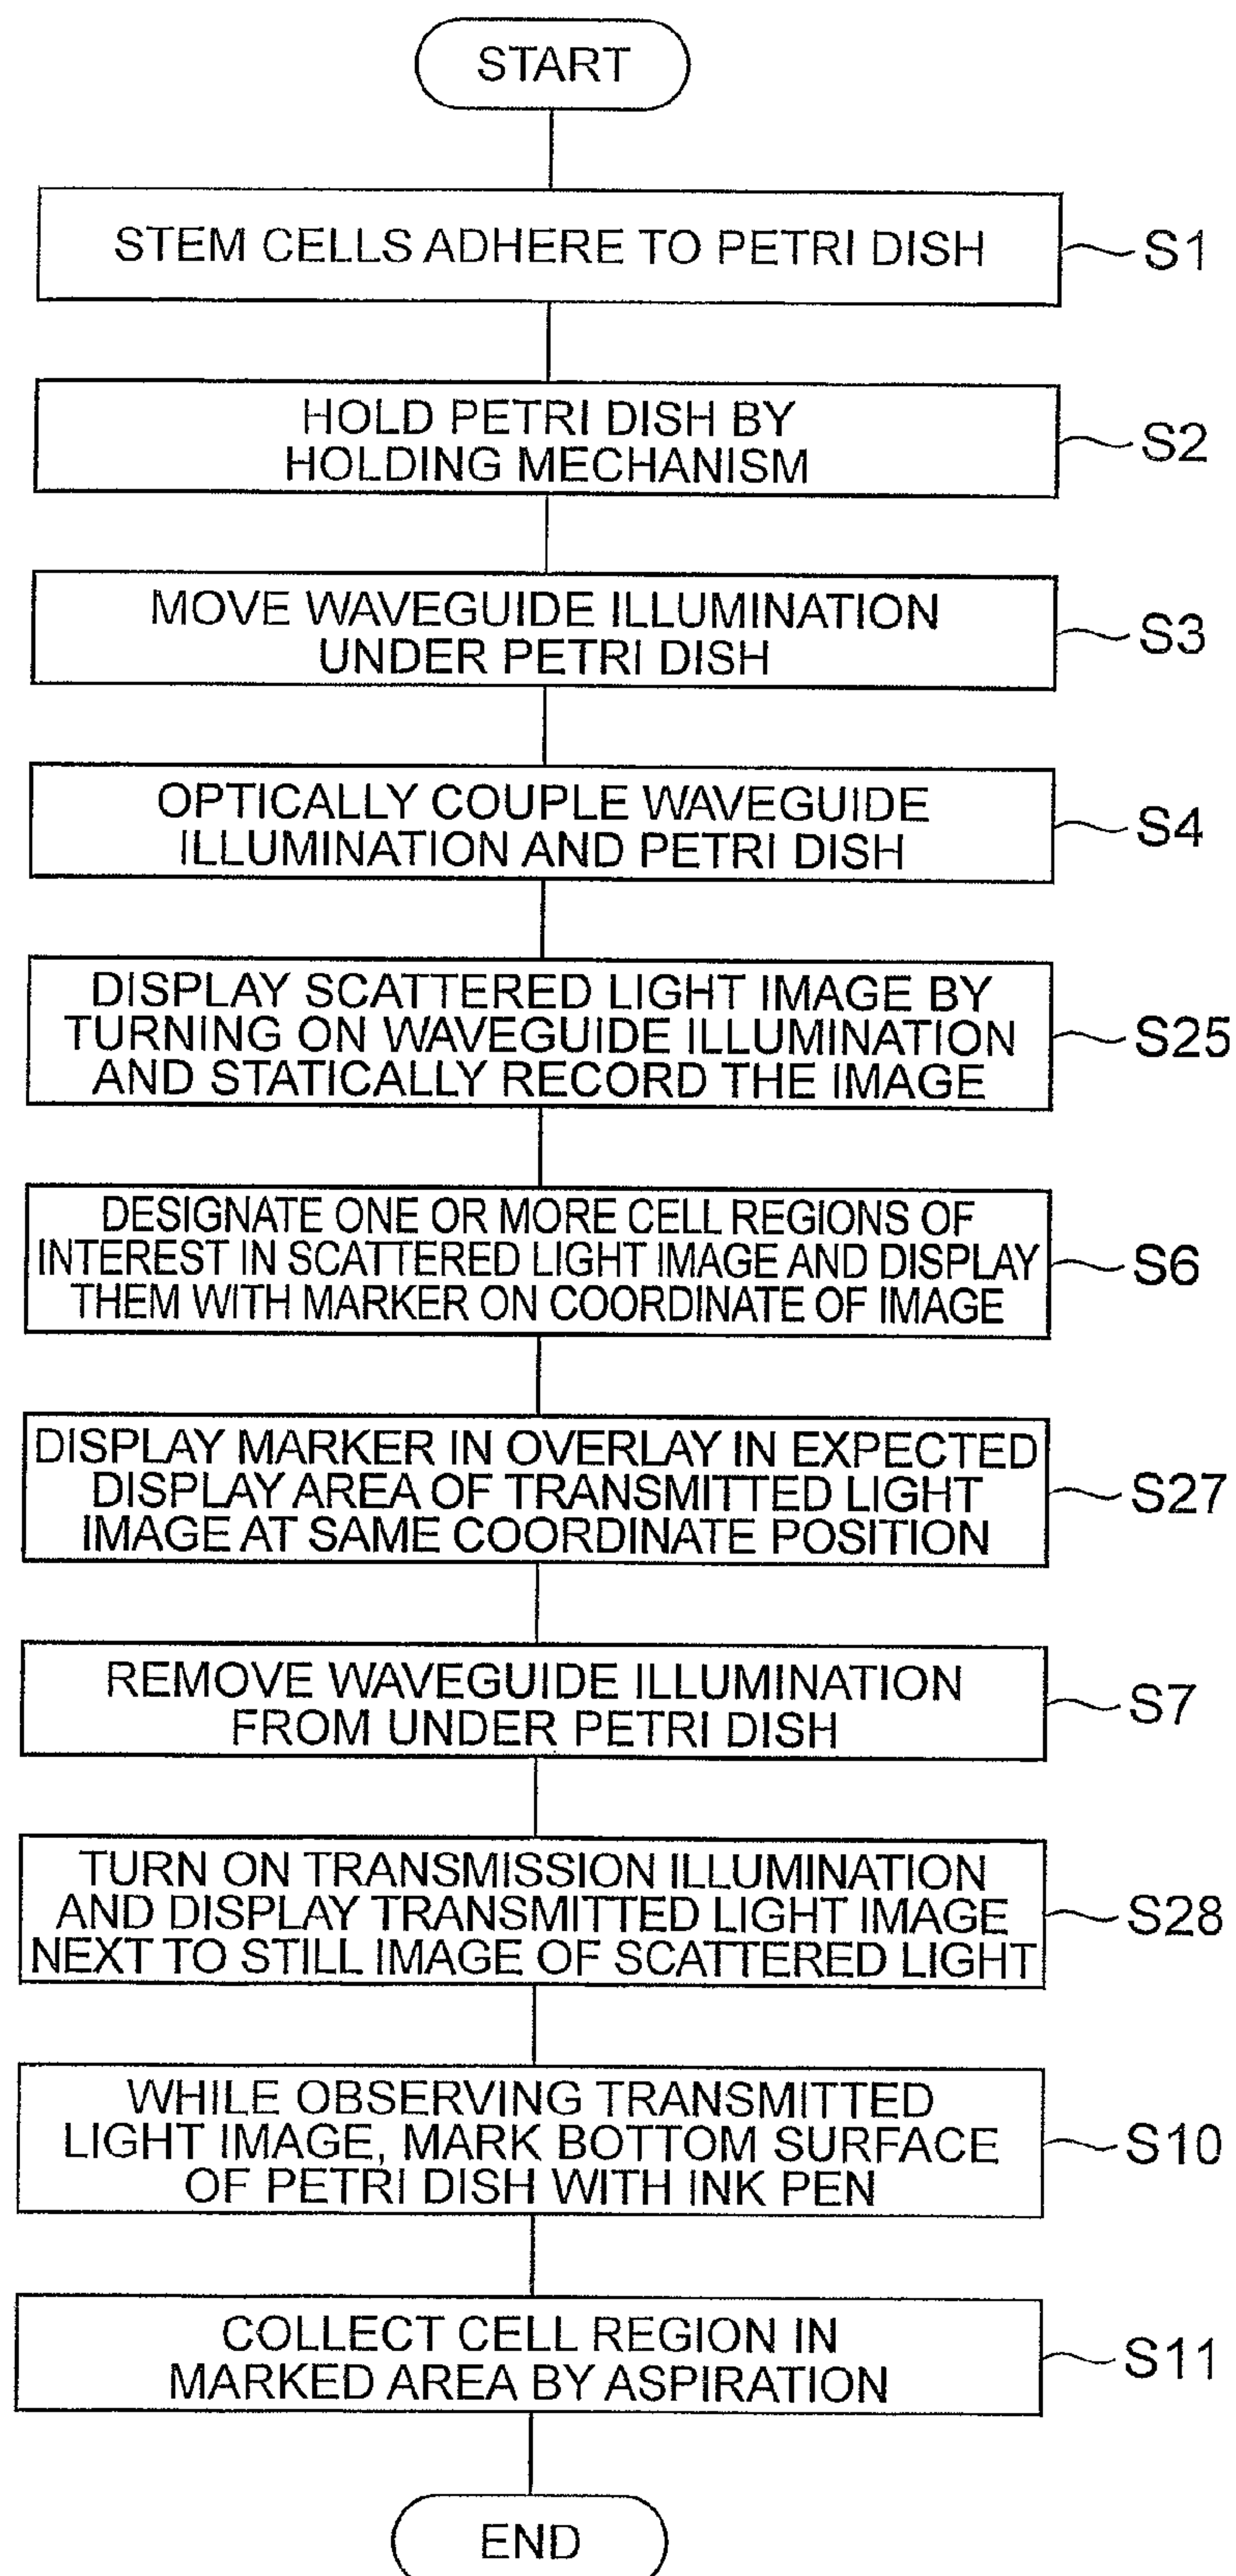 START
STEM CELLS ADHERE TO PETRI DISH
S1
HOLD PETRI DISH BY
HOLDING MECHANISM
S2
MOVE WAVEGUIDE ILLUMINATION
UNDER PETRI DISH
S3
OPTICALLY COUPLE WAVEGUIDE
ILLUMINATION AND PETRI DISH
S4
DISPLAY SCATTERED LIGHT IMAGE BY
TURNING ON WAVEGUIDE ILLUMINATION
AND STATICALLY RECORD THE IMAGE
S25
DESIGNATE ONE OR MORE CELL REGIONS OF
INTEREST IN SCATTERED LIGHT IMAGE AND DISPLAY
THEM WITH MARKER ON COORDINATE OF IMAGE
S6
DISPLAY MARKER IN OVERLAY IN EXPECTED
DISPLAY AREA OF TRANSMITTED LIGHT
IMAGE AT SAME COORDINATE POSITION
S27
REMOVE WAVEGUIDE ILLUMINATION
FROM UNDER PETRI DISH
S7
TURN ON TRANSMISSION ILLUMINATION
AND DISPLAY TRANSMITTED LIGHT IMAGE
NEXT TO STILL IMAGE OF SCATTERED LIGHT
S28
WHILE OBSERVING TRANSMITTED
LIGHT IMAGE, MARK BOTTOM SURFACE
OF PETRI DISH WITH INK PEN
S10
COLLECT CELL REGION IN
MARKED AREA BY ASPIRATION
S11
END